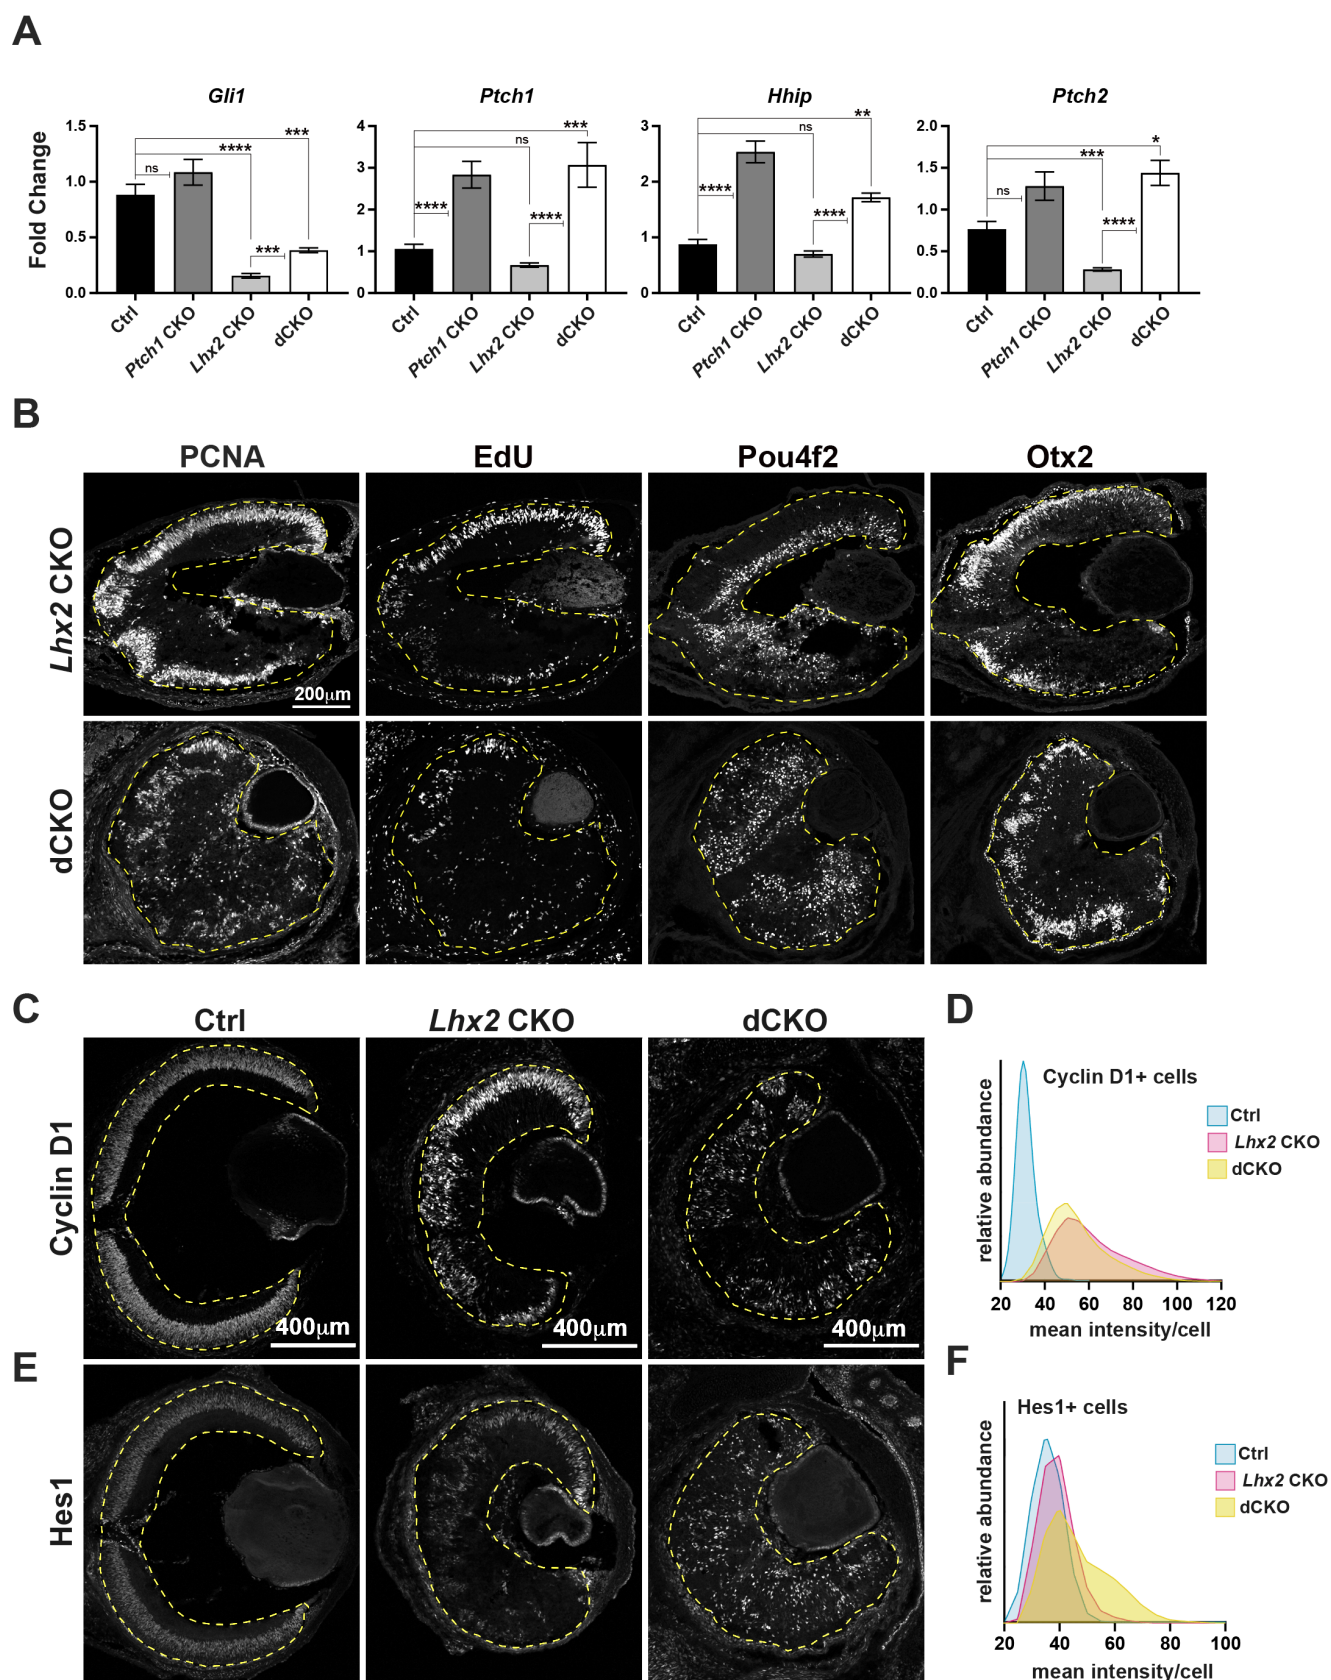 A
Gli1
Ptch1
Hhip
Ptch2
Fold Change
1.5
1.0
0.5
0.0
ns
****
***
***
Ctrl
Ptch1 CKO
Lhx2 CKO
dCKO
4
3
2
1
0
****
ns
***
****
Ctrl
Ptch1 CKO
Lhx2 CKO
dCKO
3
2
1
0
****
ns
**
****
Ctrl
Ptch1 CKO
Lhx2 CKO
dCKO
2.0
1.5
1.0
0.5
0.0
ns
***
*
****
Ctrl
Ptch1 CKO
Lhx2 CKO
dCKO
B
PCNA
EdU
Pou4f2
Otx2
Lhx2 CKO
200μm
dCKO
C
Ctrl
Lhx2 CKO
dCKO
Cyclin D1
400μm
400μm
400μm
D
Cyclin D1+ cells
relative abundance
Ctrl
Lhx2 CKO
dCKO
20 40 60 80 100 120
mean intensity/cell
E
Hes1
F
Hes1+ cells
relative abundance
Ctrl
Lhx2 CKO
dCKO
20 40 60 80 100
mean intensity/cell